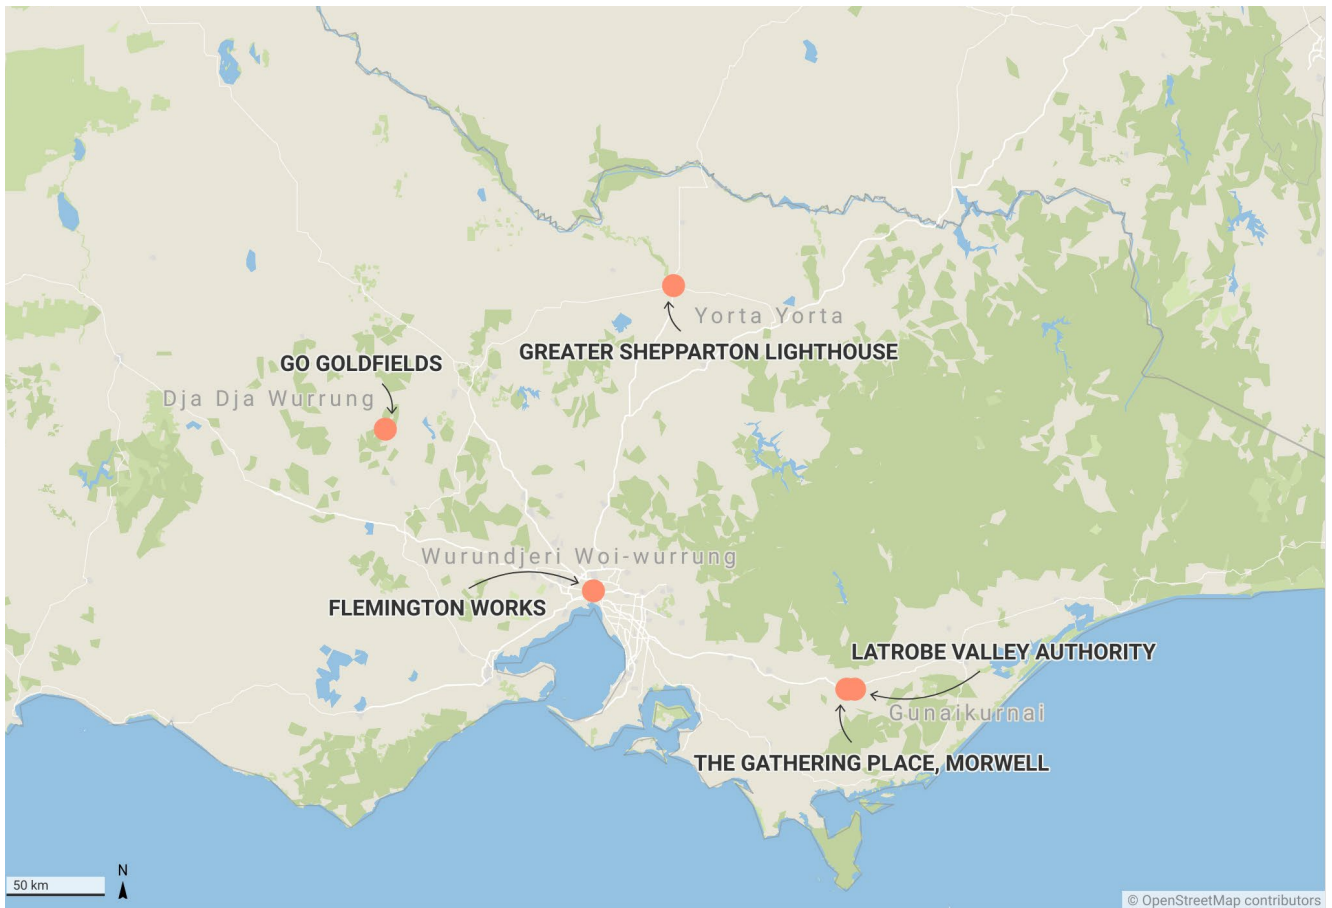 Yorta Yorta
GREATER SHEPPARTON LIGHTHOUSE
GO GOLDFIELDS
Dja Dja Wurrung
Wurundjeri Woi-wurrung
FLEMINGTON WORKS
LATROBE VALLEY AUTHORITY
Gunaikurnai
THE GATHERING PLACE, MORWELL
N
50 km
© OpenStreetMap contributors